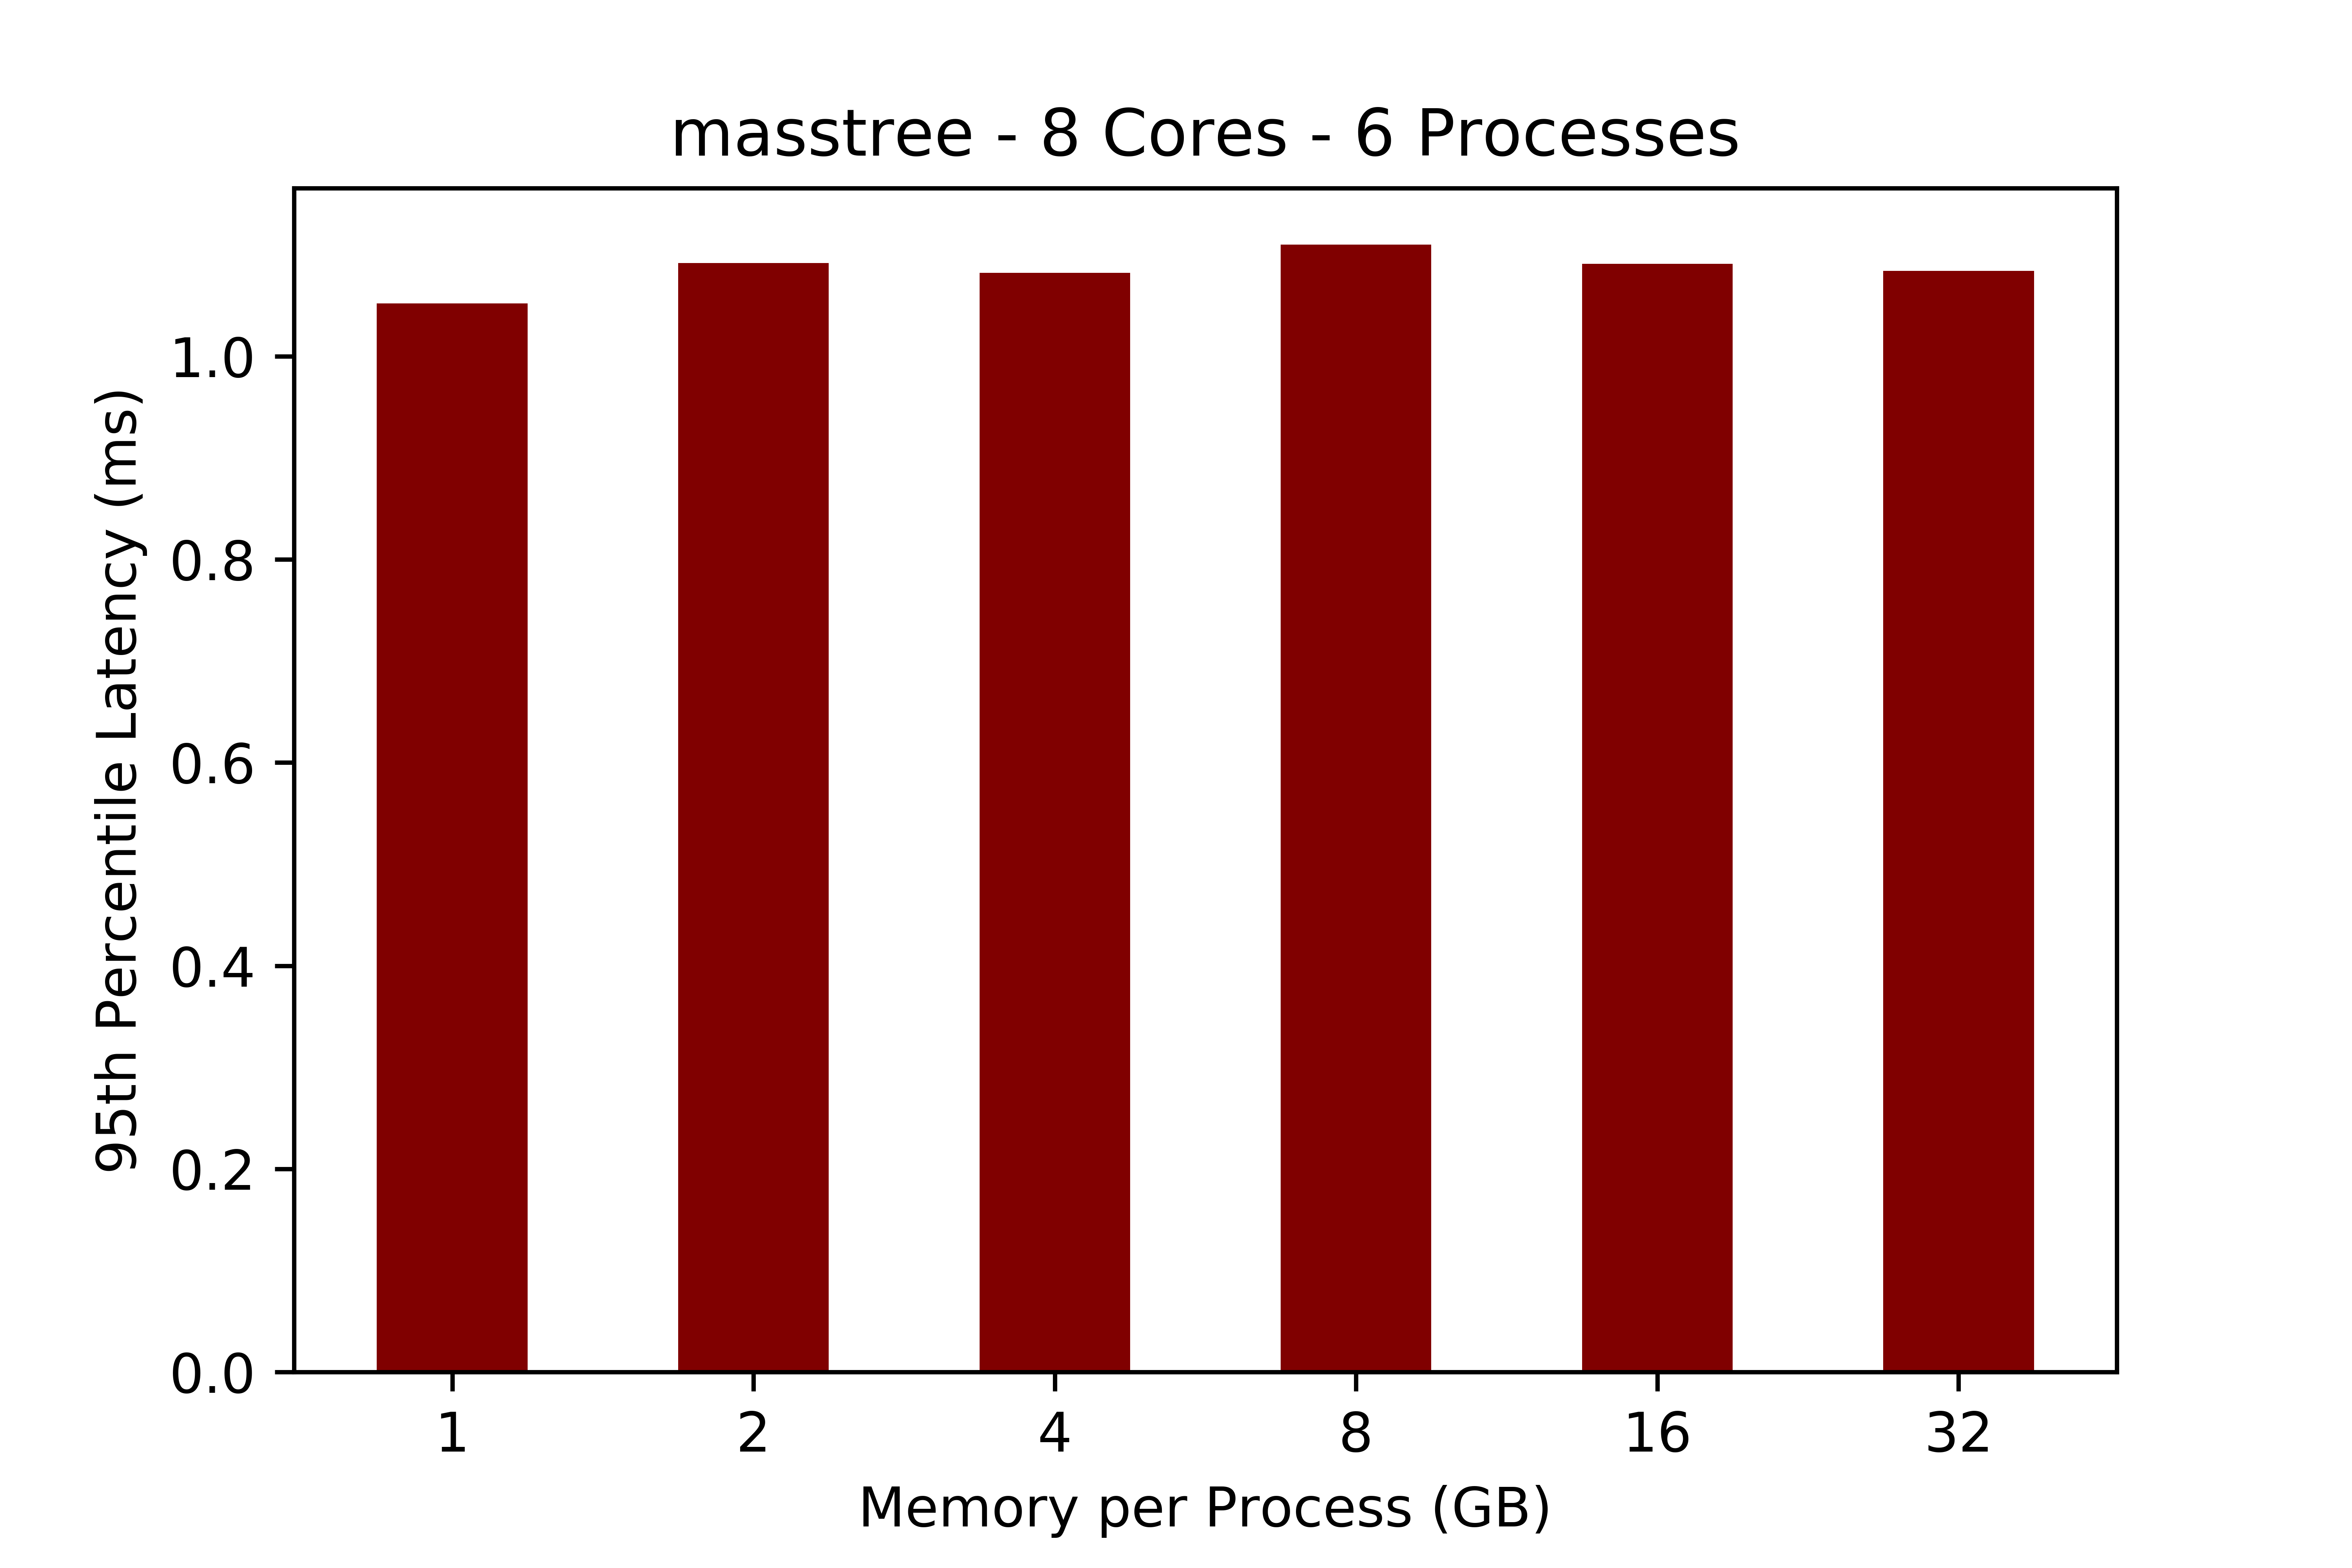 masstree - 8 Cores - 6 Processes
95th Percentile Latency (ms)
1.0
0.8
0.6
0.4
0.2
0.0
1 2 4 8 16 32
Memory per Process (GB)